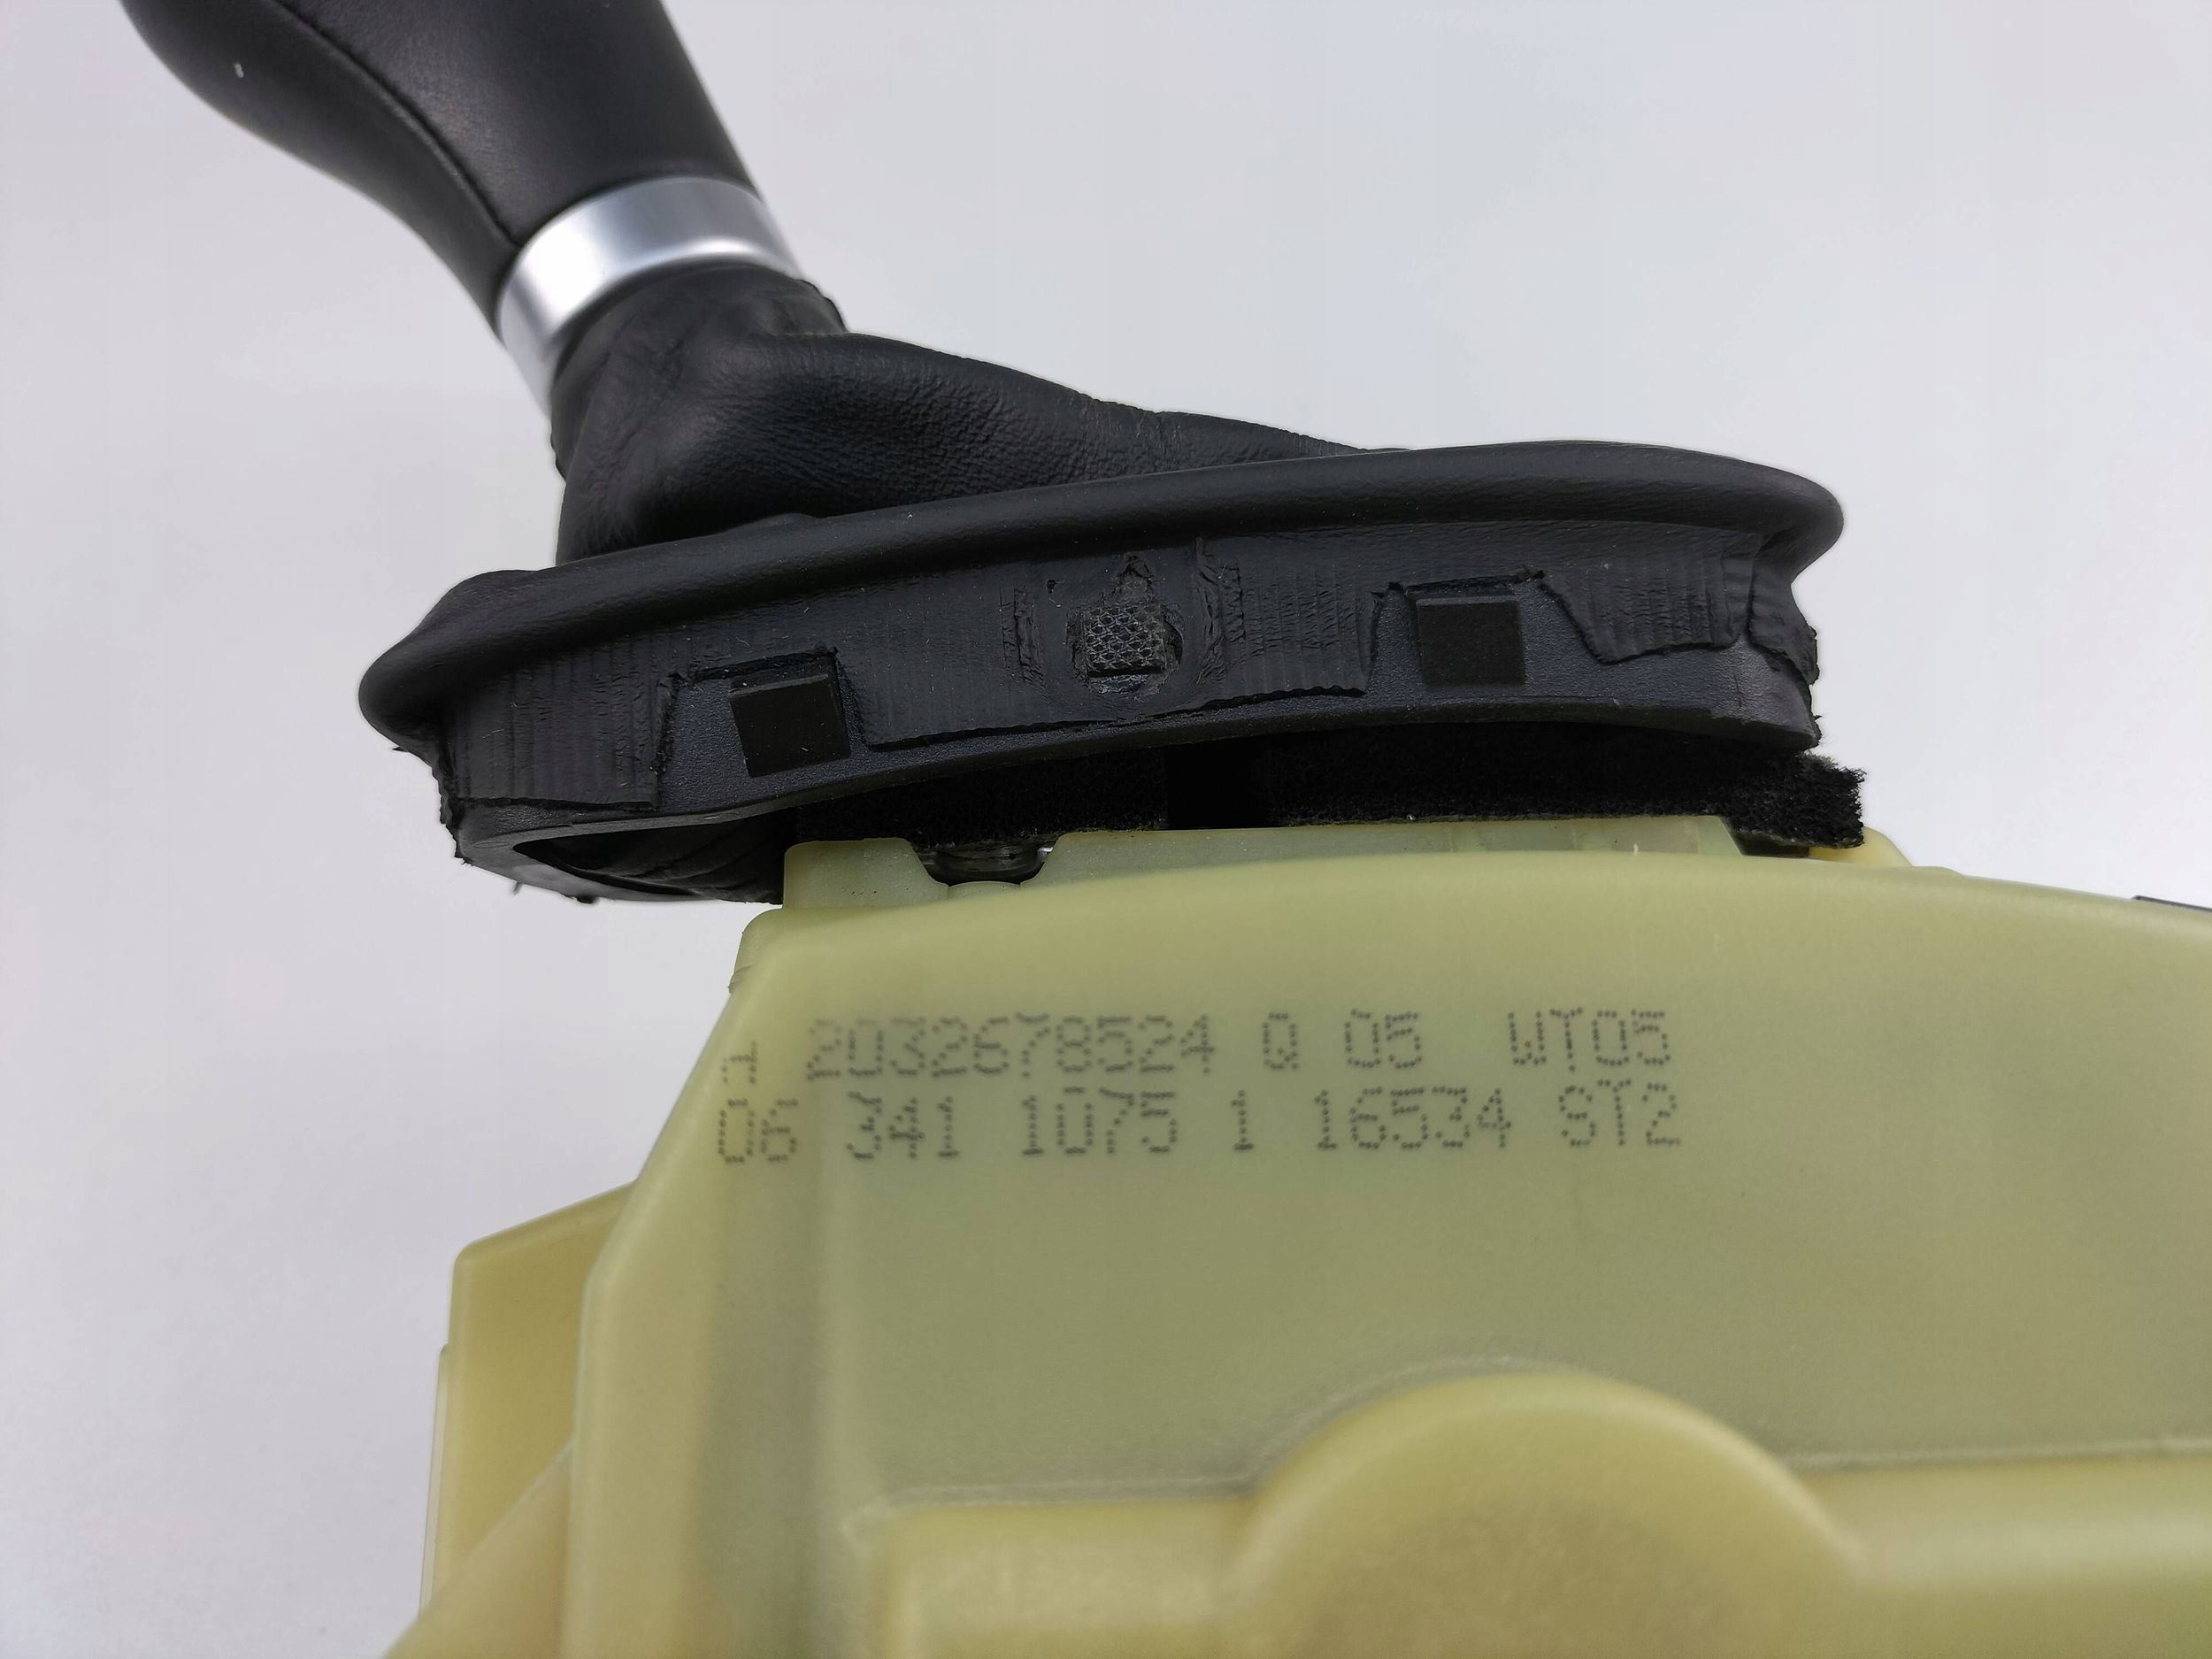 A 2032678524 Q 05 WT05
06 341 1075 1 16534 ST2